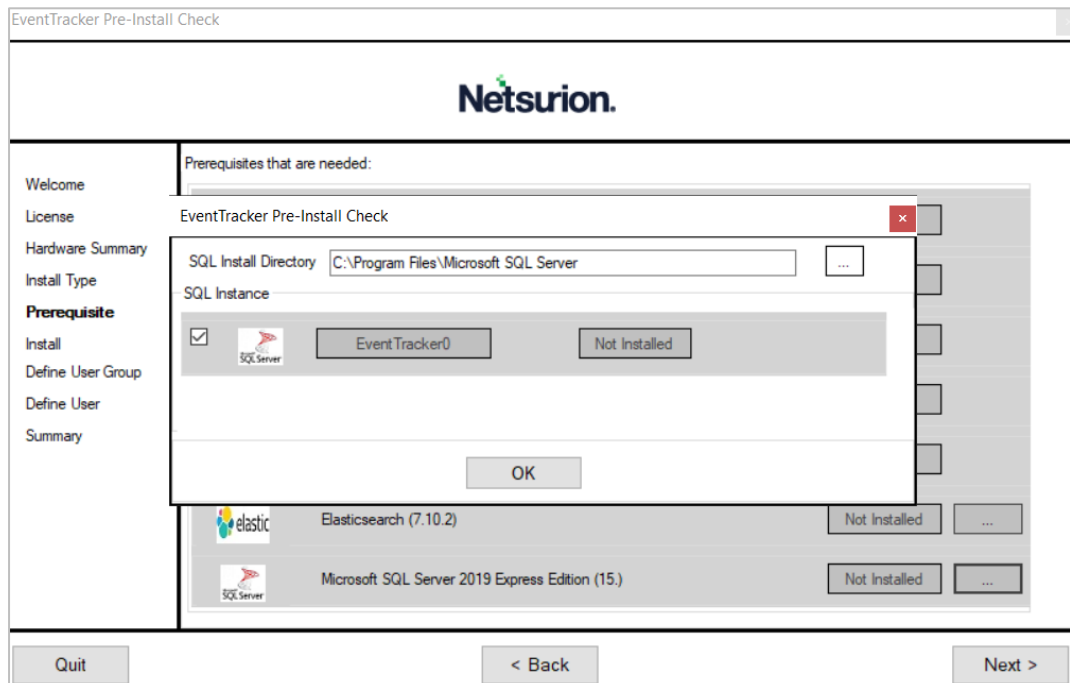 EventTracker Pre-Install Check
Netsurion.
Prerequisites that are needed:
Welcome
License
Hardware Summary
Install Type
Prerequisite
Install
Define User Group
Define User
Summary
EventTracker Pre-Install Check
SQL Install Directory C:\Program Files\Microsoft SQL Server ...
SQL Instance
SQL Server EventTracker0 Not Installed
OK
elastic Elasticsearch (7.10.2) Not Installed ...
SQL Server Microsoft SQL Server 2019 Express Edition (15.) Not Installed ...
Quit < Back Next >